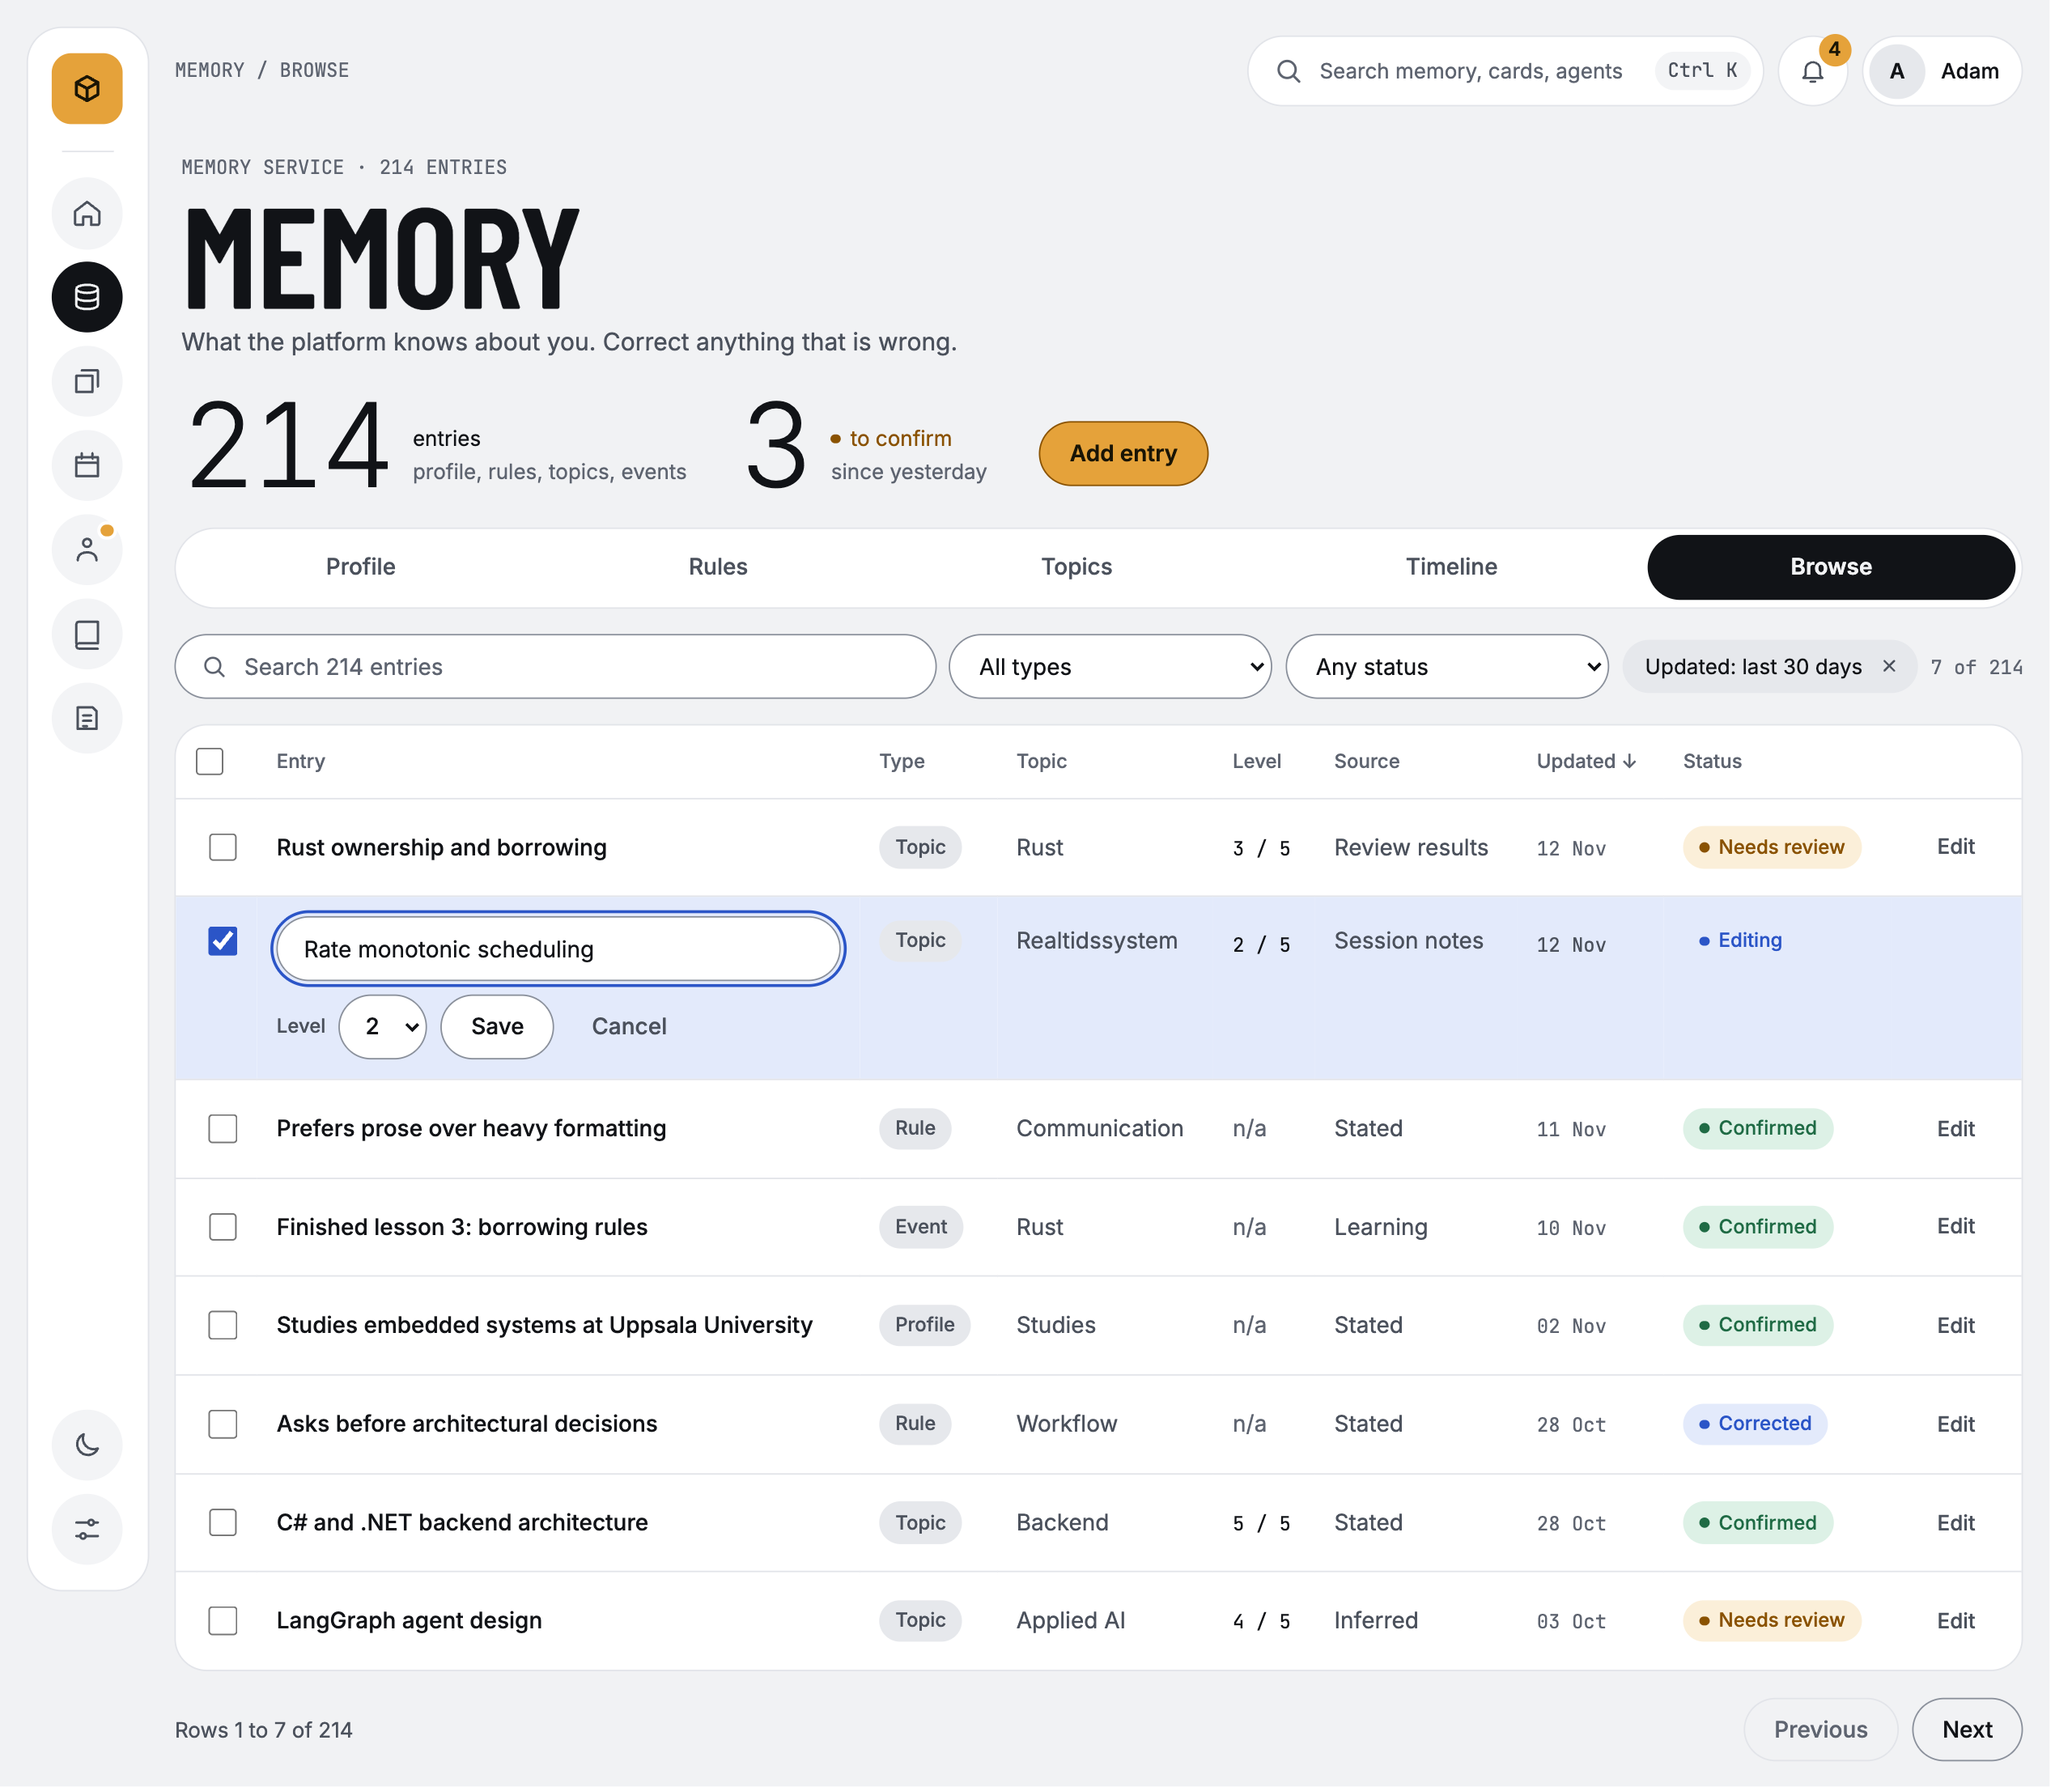 MEMORY / BROWSE
Search memory, cards, agents Ctrl K
4
A Adam
MEMORY SERVICE · 214 ENTRIES
MEMORY
What the platform knows about you. Correct anything that is wrong.
214 entries
profile, rules, topics, events
3 to confirm
since yesterday
Add entry
Profile Rules Topics Timeline Browse
Search 214 entries All types Any status Updated: last 30 days × 7 of 214
Entry Type Topic Level Source Updated ↓ Status
Rust ownership and borrowing Topic Rust 3 / 5 Review results 12 Nov Needs review Edit
Rate monotonic scheduling Topic Realtidssystem 2 / 5 Session notes 12 Nov Editing
Level 2 Save Cancel
Prefers prose over heavy formatting Rule Communication n/a Stated 11 Nov Confirmed Edit
Finished lesson 3: borrowing rules Event Rust n/a Learning 10 Nov Confirmed Edit
Studies embedded systems at Uppsala University Profile Studies n/a Stated 02 Nov Confirmed Edit
Asks before architectural decisions Rule Workflow n/a Stated 28 Oct Corrected Edit
C# and .NET backend architecture Topic Backend 5 / 5 Stated 28 Oct Confirmed Edit
LangGraph agent design Topic Applied AI 4 / 5 Inferred 03 Oct Needs review Edit
Rows 1 to 7 of 214 Previous Next